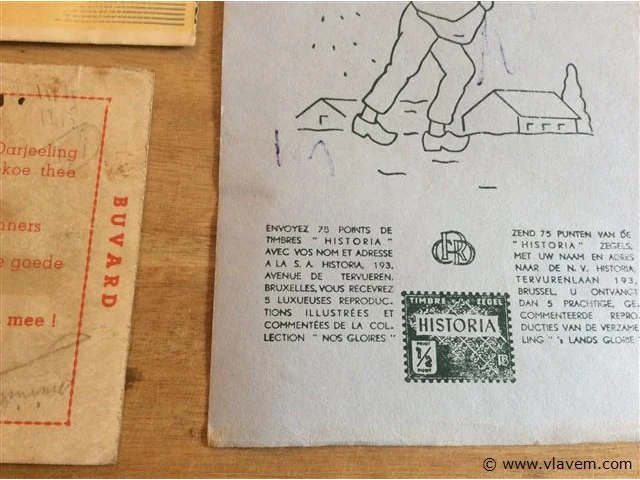 Darjeeling
koe thee
nners
e goede
mee !
BUVARD
ENVOYEZ 75 POINTS DE
TIMBRES " HISTORIA "
AVEC VOS NOM ET ADRESSE
A LA S. A. HISTORIA, 193,
AVENUE DE TERVUEREN.
BRUXELLES, VOUS RECEVREZ
5 LUXUEUSES REPRODUC-
TIONS ILLUSTRÉES ET
COMMENTÉES DE LA COL-
LECTION " NOS GLOIRES "
TIMBRE ZEGEL
HISTORIA
POINT
1/2
PUNT
ZEND 75 PUNTEN VAN DE
" HISTORIA " ZEGELS,
MET UW NAAM EN ADRES
NAAR DE N. V. HISTORIA,
TERVURENLAAN 193,
BRUSSEL, U ONTVANGT
DAN 5 PRACHTIGE, GE-
COMMENTEERDE REPRO-
DUCTIES VAN DE VERZAME
LING " 's LANDS GLORIE "
© www.vlavem.com